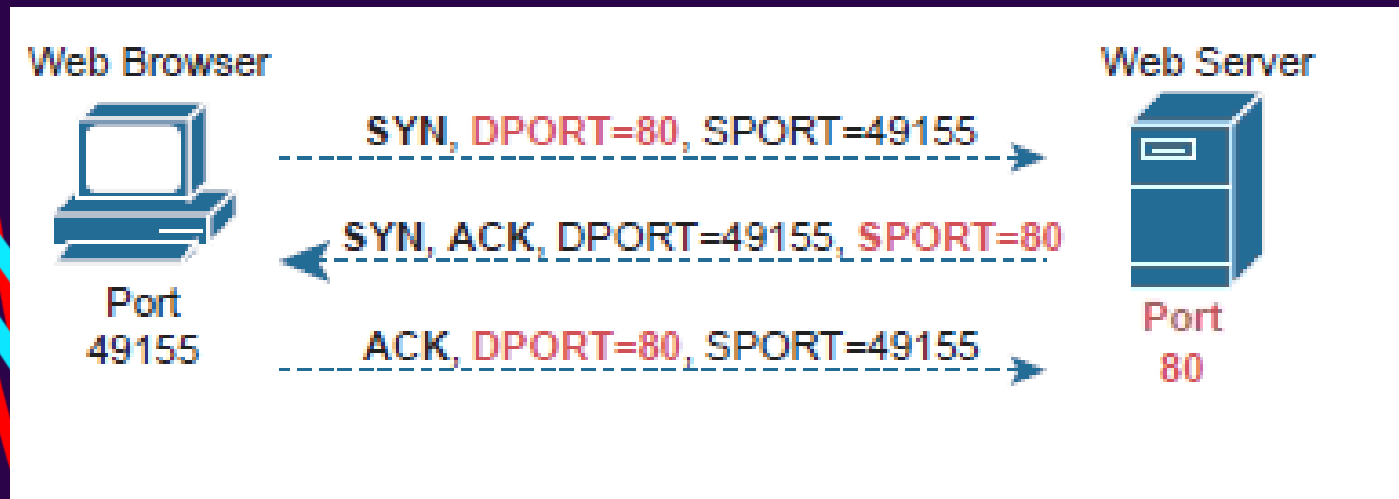 Web Browser
Web Server
SYN, DPORT=80, SPORT=49155
SYN, ACK, DPORT=49155, SPORT=80
Port
49155
Port
80
ACK, DPORT=80, SPORT=49155